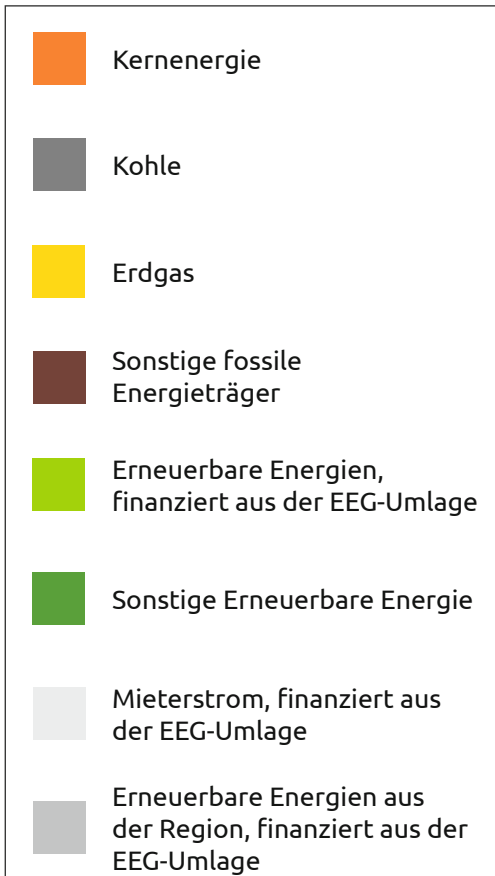 Kernenergie
Kohle
Erdgas
Sonstige fossile
Energieträger
Erneuerbare Energien,
finanziert aus der EEG-Umlage
Sonstige Erneuerbare Energie
Mieterstrom, finanziert aus
der EEG-Umlage
Erneuerbare Energien aus
der Region, finanziert aus der
EEG-Umlage